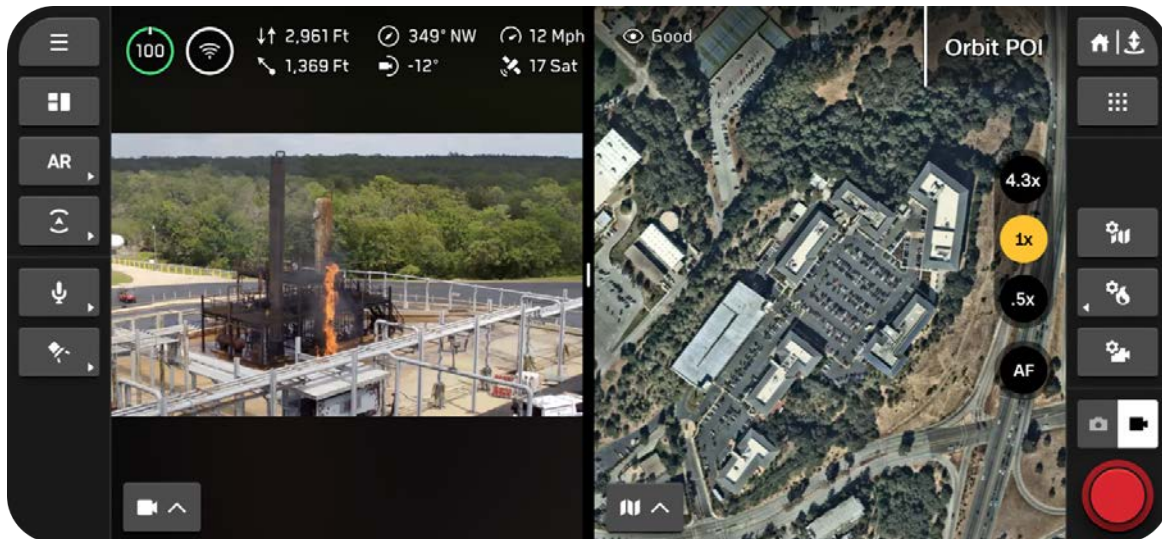 100 2,961 Ft 349° NW 12 Mph Good Orbit POI
1,369 Ft -12° 17 Sat
AR
4.3x
1x
.5x
AF